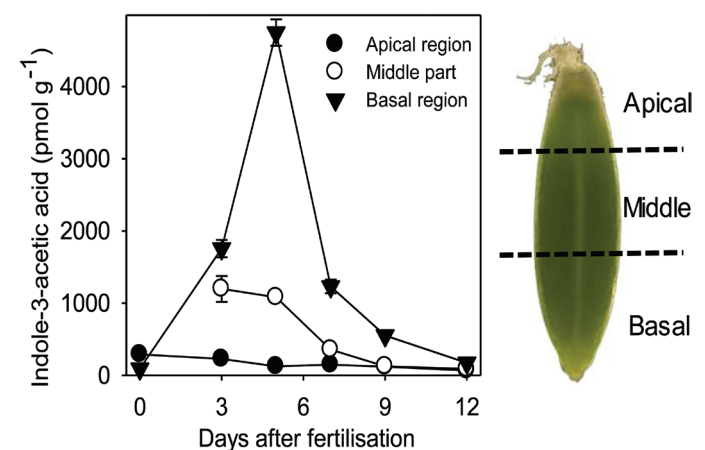 Indole-3-acetic acid (pmol g⁻¹)
4000
3000
2000
1000
0
0 3 6 9 12
Days after fertilisation
Apical region
Middle part
Basal region
Apical
Middle
Basal